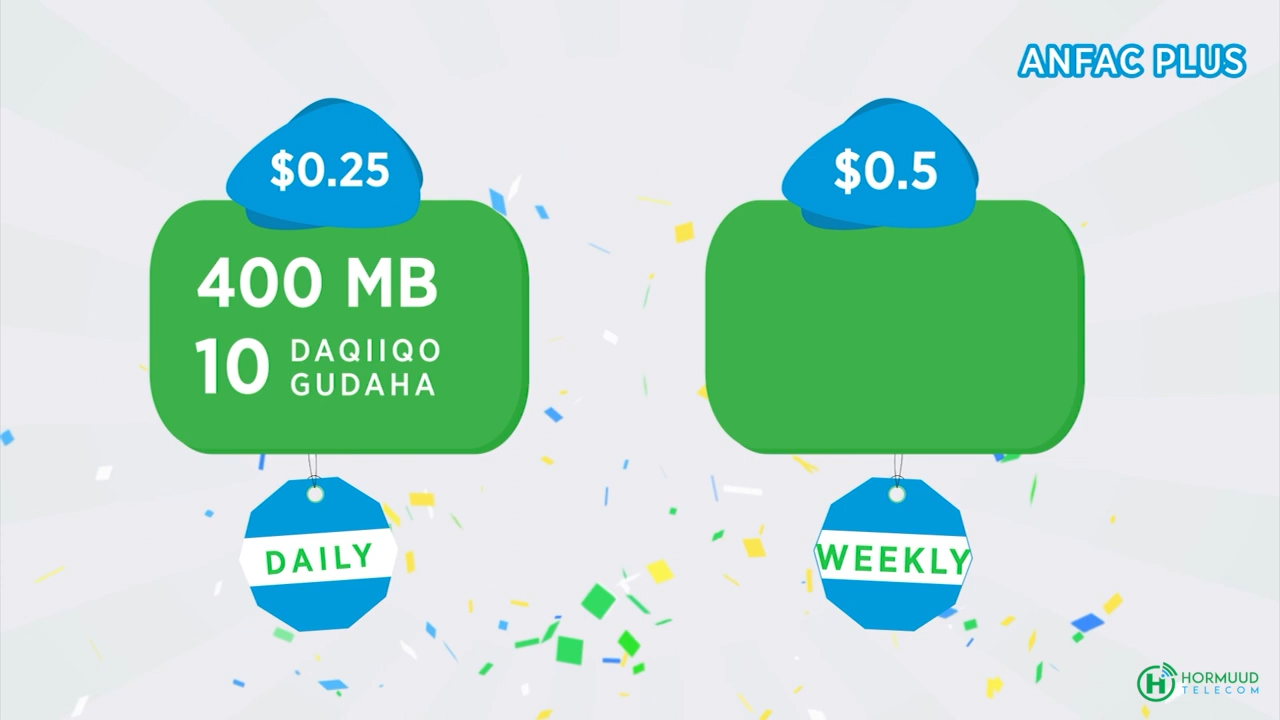 ANFAC PLUS
$0.25
400 MB
10 DAQIIQO
GUDAHA
DAILY
$0.5
WEEKLY
HORMUUD
TELECOM